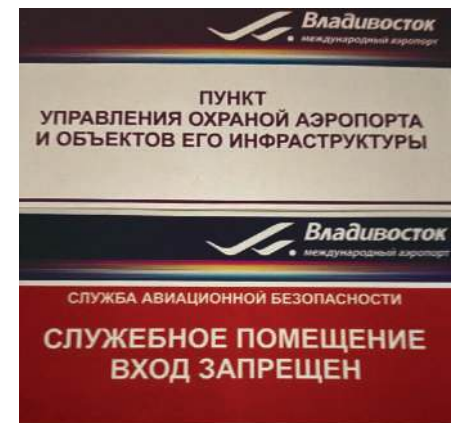 Владивосток
международный аэропорт
ПУНКТ
УПРАВЛЕНИЯ ОХРАНОЙ АЭРОПОРТА
И ОБЪЕКТОВ ЕГО ИНФРАСТРУКТУРЫ
Владивосток
международный аэропорт
СЛУЖБА АВИАЦИОННОЙ БЕЗОПАСНОСТИ
СЛУЖЕБНОЕ ПОМЕЩЕНИЕ
ВХОД ЗАПРЕЩЕН